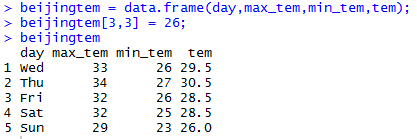 > beijingtem = data.frame(day,max_tem,min_tem,tem);
> beijingtem[3,3] = 26;
> beijingtem
  day max_tem min_tem  tem
1 Wed      33      26 29.5
2 Thu      34      27 30.5
3 Fri      32      26 28.5
4 Sat      32      25 28.5
5 Sun      29      23 26.0